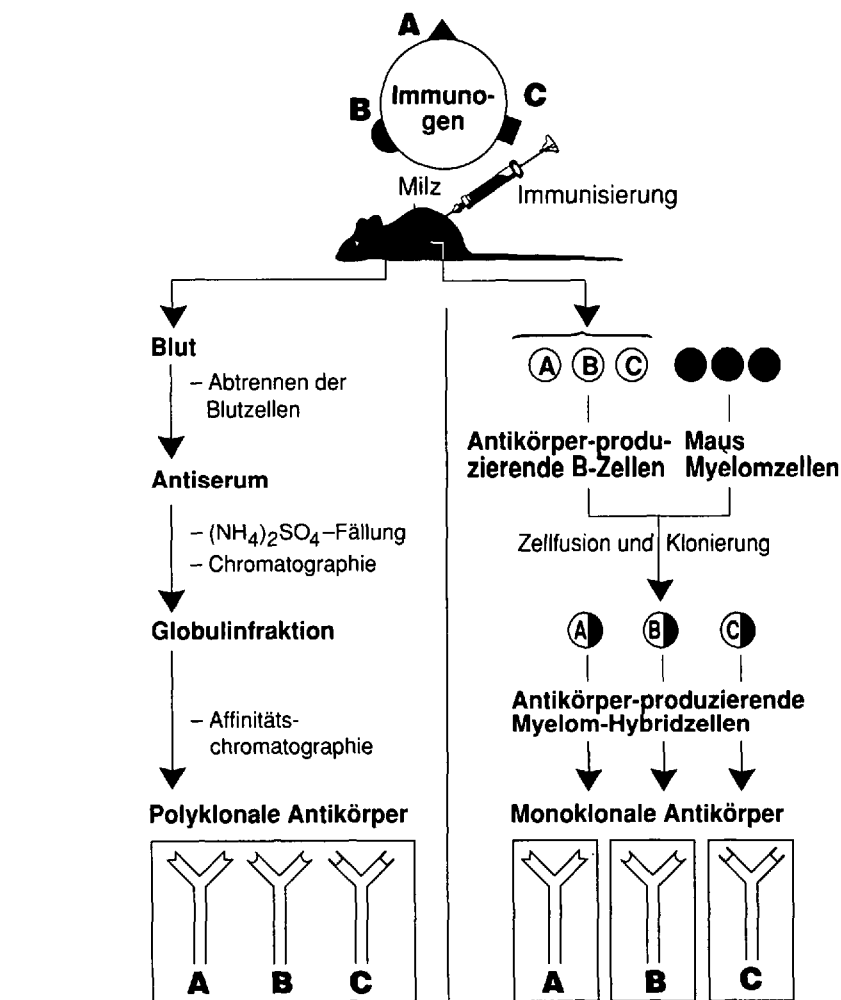 A
B
Immuno-
gen
C
Milz
Immunisierung
Blut
– Abtrennen der
Blutzellen
Antiserum
– (NH4)2SO4–Fällung
– Chromatographie
Globulinfraktion
– Affinitäts-
chromatographie
Polyklonale Antikörper
A B C
A B C
Antikörper-produ-
zierende B-Zellen
Maus
Myelomzellen
Zellfusion und Klonierung
A B C
Antikörper-produzierende
Myelom-Hybridzellen
Monoklonale Antikörper
A B C